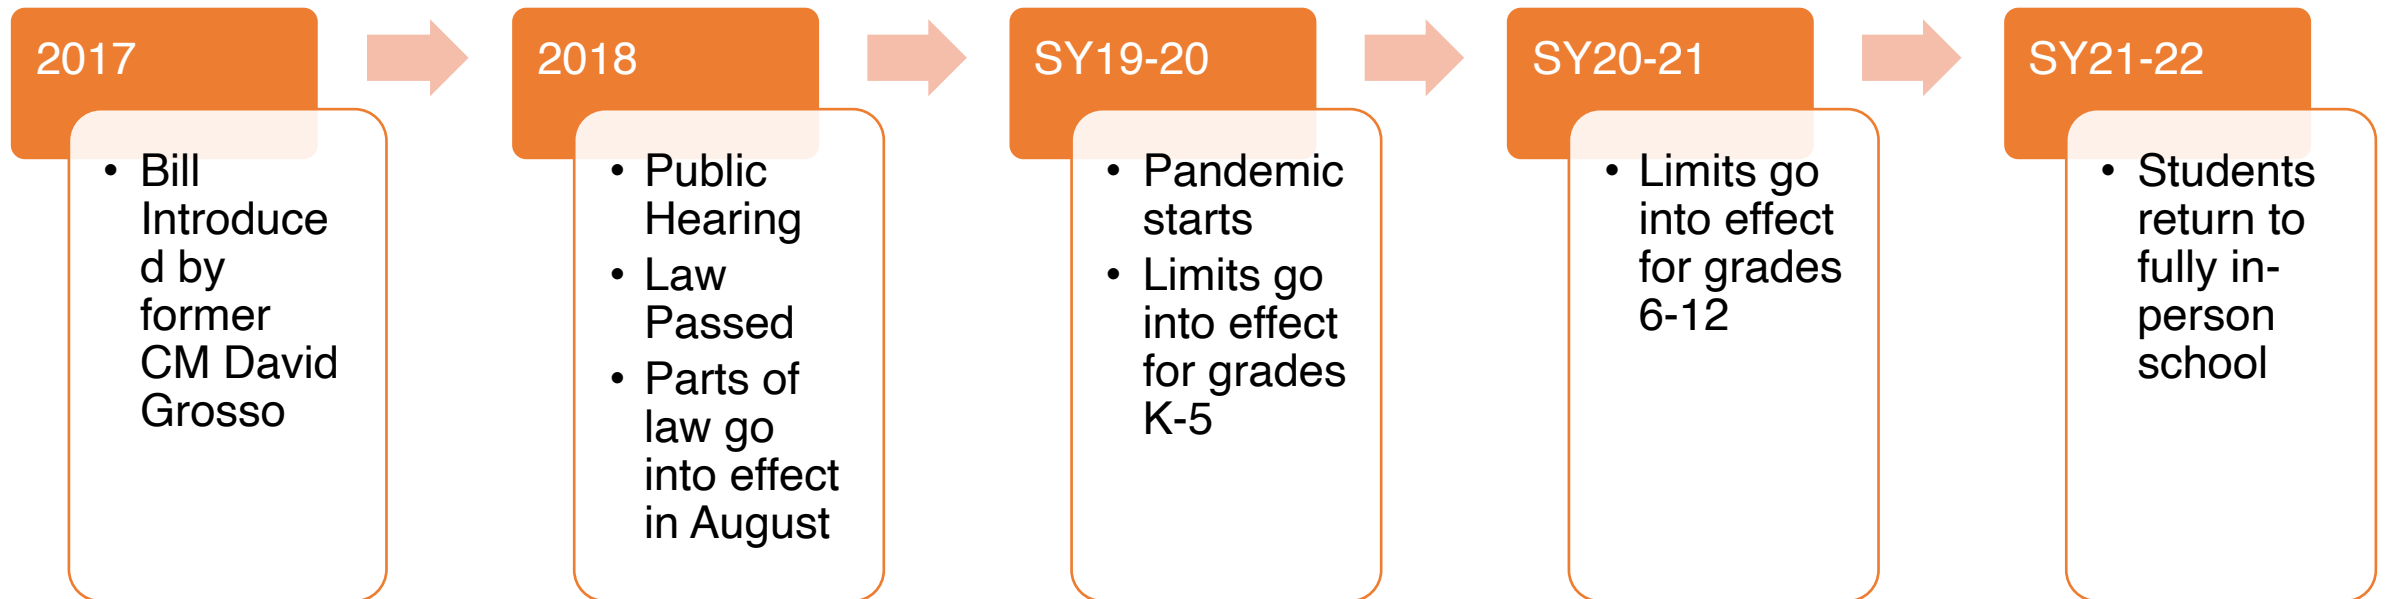 2017
• Bill
Introduce
d by
former
CM David
Grosso
2018
• Public
Hearing
• Law
Passed
• Parts of
law go
into effect
in August
SY19-20
• Pandemic
starts
• Limits go
into effect
for grades
K-5
SY20-21
• Limits go
into effect
for grades
6-12
SY21-22
• Students
return to
fully in-
person
school